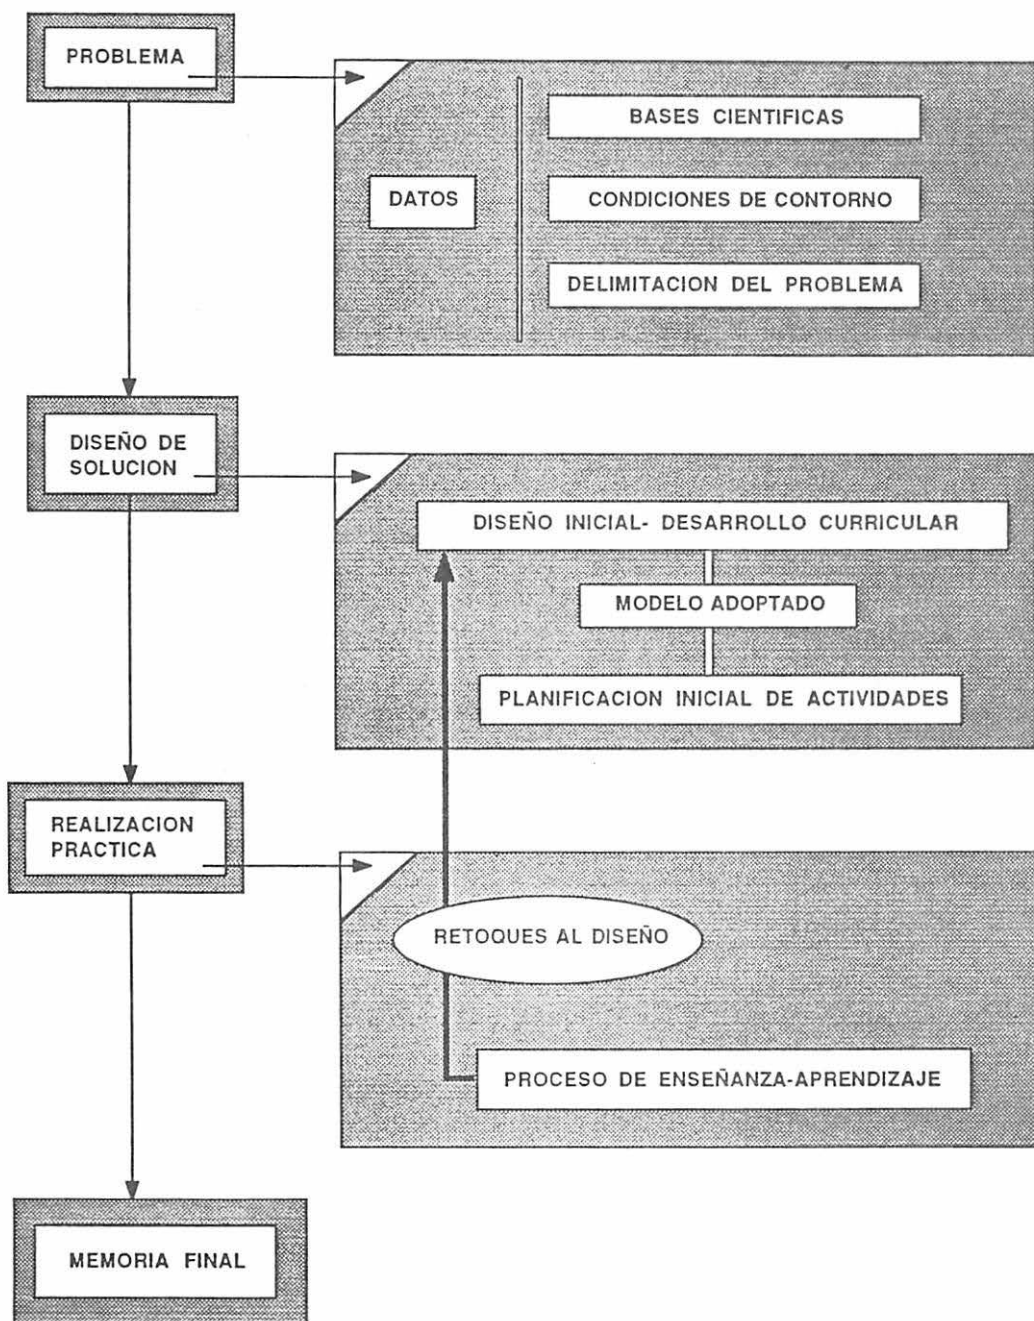 PROBLEMA
BASES CIENTIFICAS
DATOS
CONDICIONES DE CONTORNO
DELIMITACION DEL PROBLEMA
DISEÑO DE
SOLUCION
DISEÑO INICIAL- DESARROLLO CURRICULAR
MODELO ADOPTADO
PLANIFICACION INICIAL DE ACTIVIDADES
REALIZACION
PRACTICA
RETOQUES AL DISEÑO
PROCESO DE ENSEÑANZA-APRENDIZAJE
MEMORIA FINAL